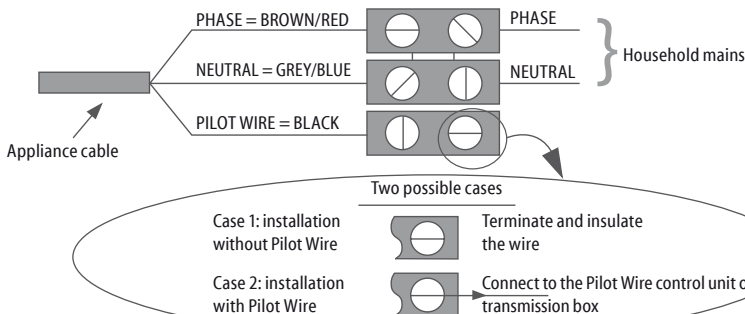 PHASE = BROWN/RED
PHASE
Household mains
NEUTRAL = GREY/BLUE
NEUTRAL
PILOT WIRE = BLACK
Appliance cable
Two possible cases
Case 1: installation
without Pilot Wire
Terminate and insulate
the wire
Case 2: installation
with Pilot Wire
Connect to the Pilot Wire control unit
transmission box